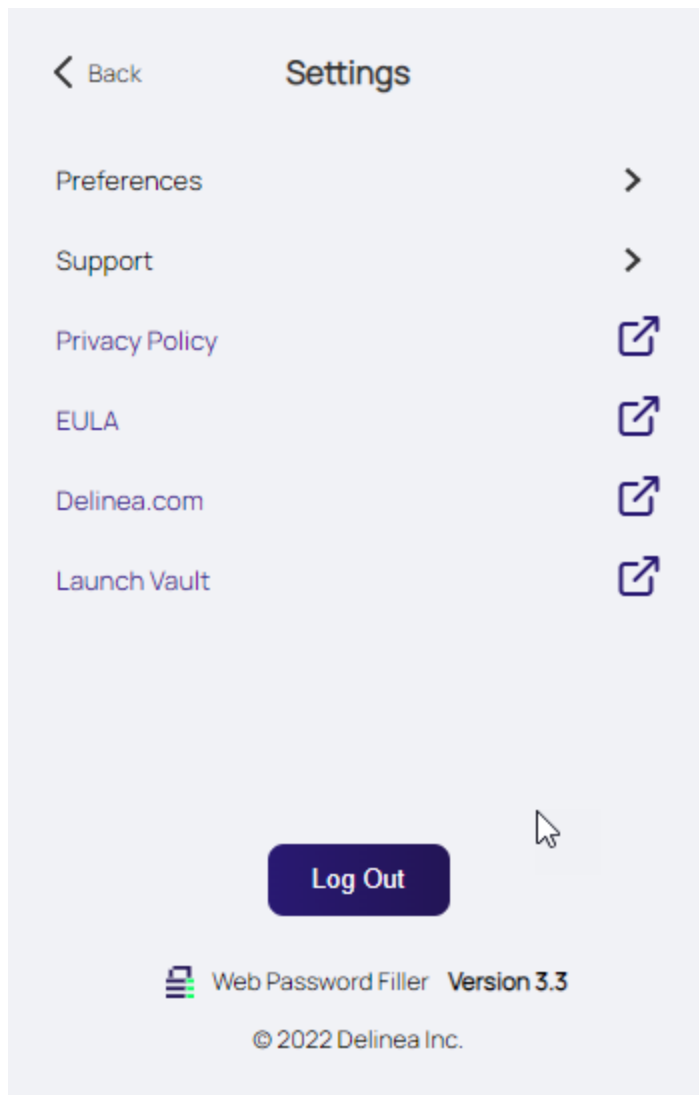 Back Settings
Preferences
Support
Privacy Policy
EULA
Delinea.com
Launch Vault
Log Out
Web Password Filler Version 3.3
© 2022 Delinea Inc.